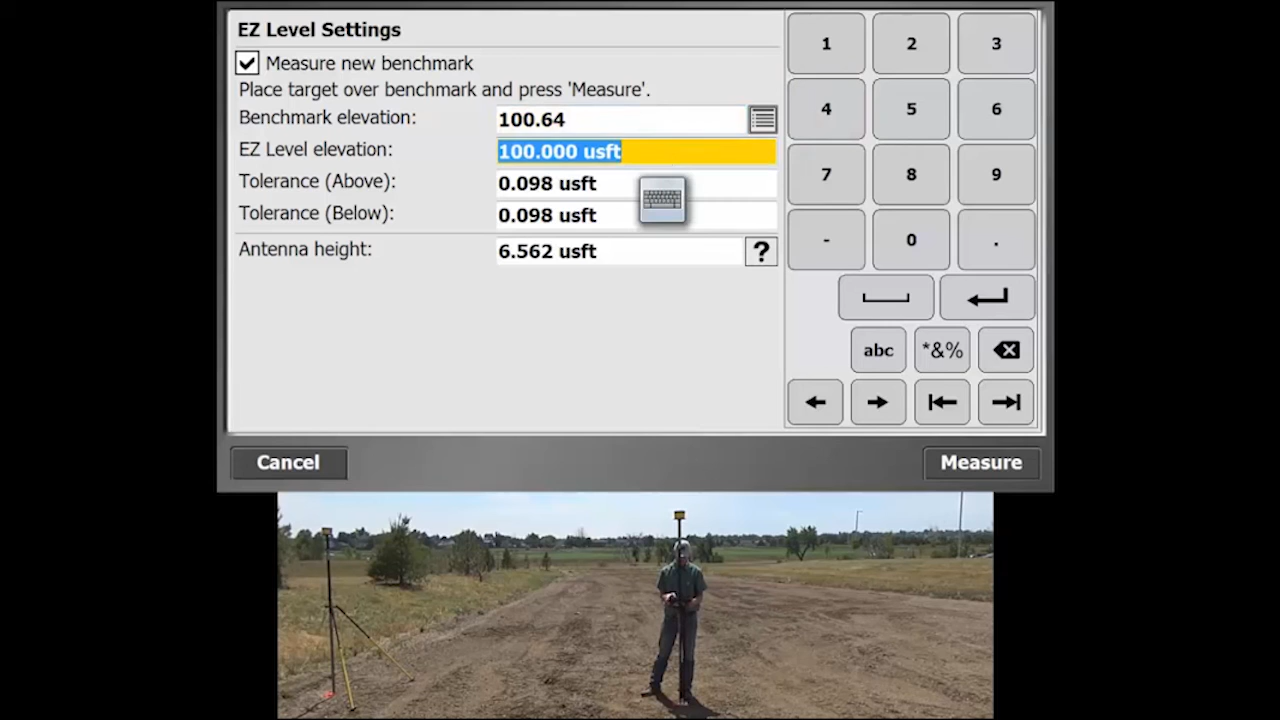 EZ Level Settings
Measure new benchmark
Place target over benchmark and press 'Measure'.
Benchmark elevation: 100.64
EZ Level elevation: 100.000 usft
Tolerance (Above): 0.098 usft
Tolerance (Below): 0.098 usft
Antenna height: 6.562 usft ?
1 2 3
4 5 6
7 8 9
- 0 .
abc *&%
Cancel Measure